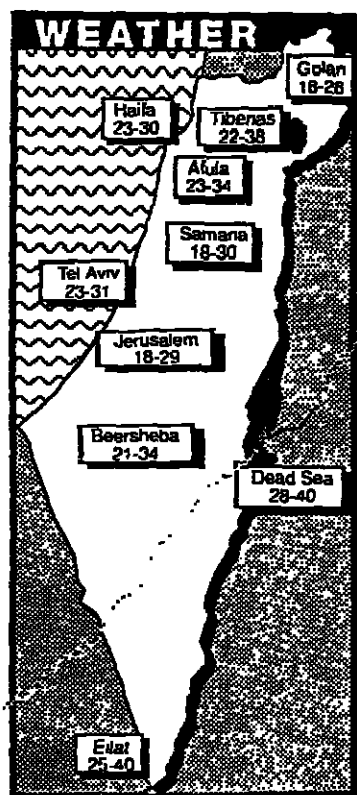 WEATHER
Golan
18-28
Haifa
23-30
Tiberias
22-38
Afula
23-34
Samaria
18-30
Tel Aviv
23-31
Jerusalem
18-29
Beersheba
21-34
Dead Sea
28-40
Eilat
25-40